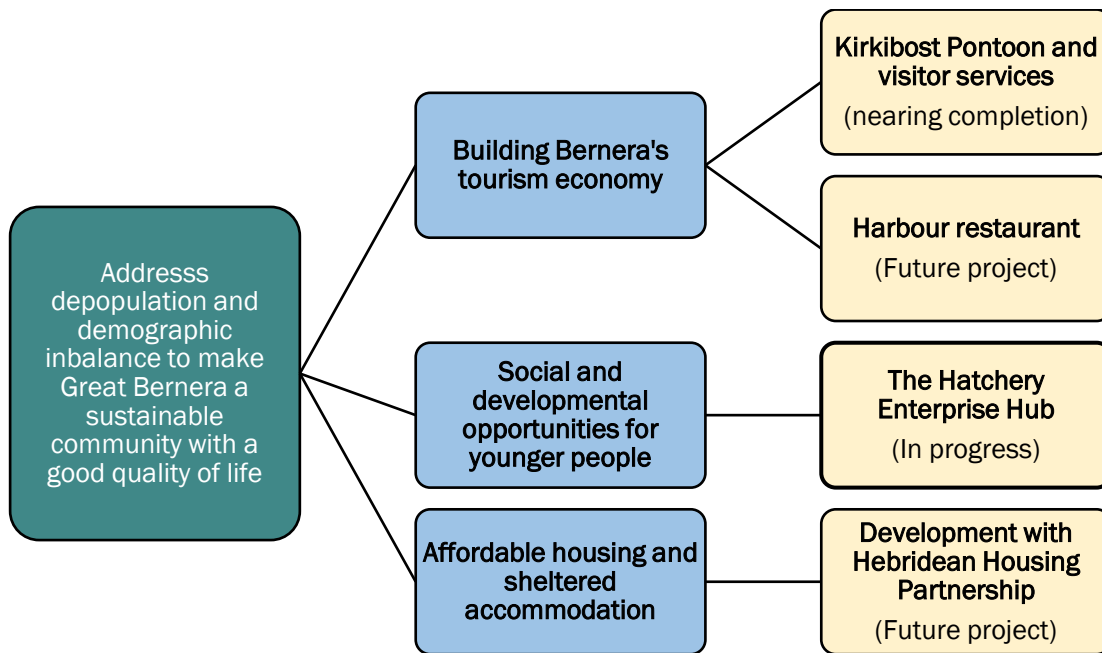 Addresss
depopulation and
demographic
inbalance to make
Great Bernera a
sustainable
community with a
good quality of life
Building Bernera's
tourism economy
Kirkibost Pontoon and
visitor services
(nearing completion)
Harbour restaurant
(Future project)
Social and
developmental
opportunities for
younger people
The Hatchery
Enterprise Hub
(In progress)
Affordable housing and
sheltered
accommodation
Development with
Hebridean Housing
Partnership
(Future project)